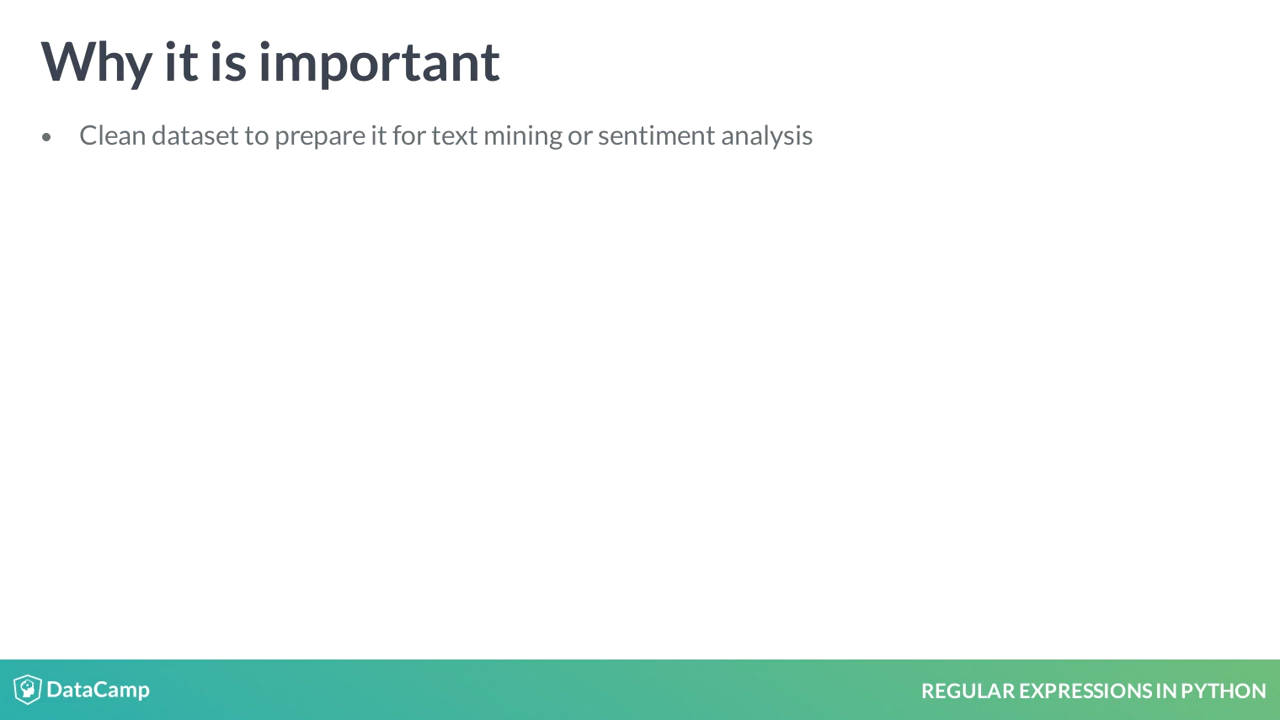 Why it is important
• Clean dataset to prepare it for text mining or sentiment analysis
DataCamp
REGULAR EXPRESSIONS IN PYTHON